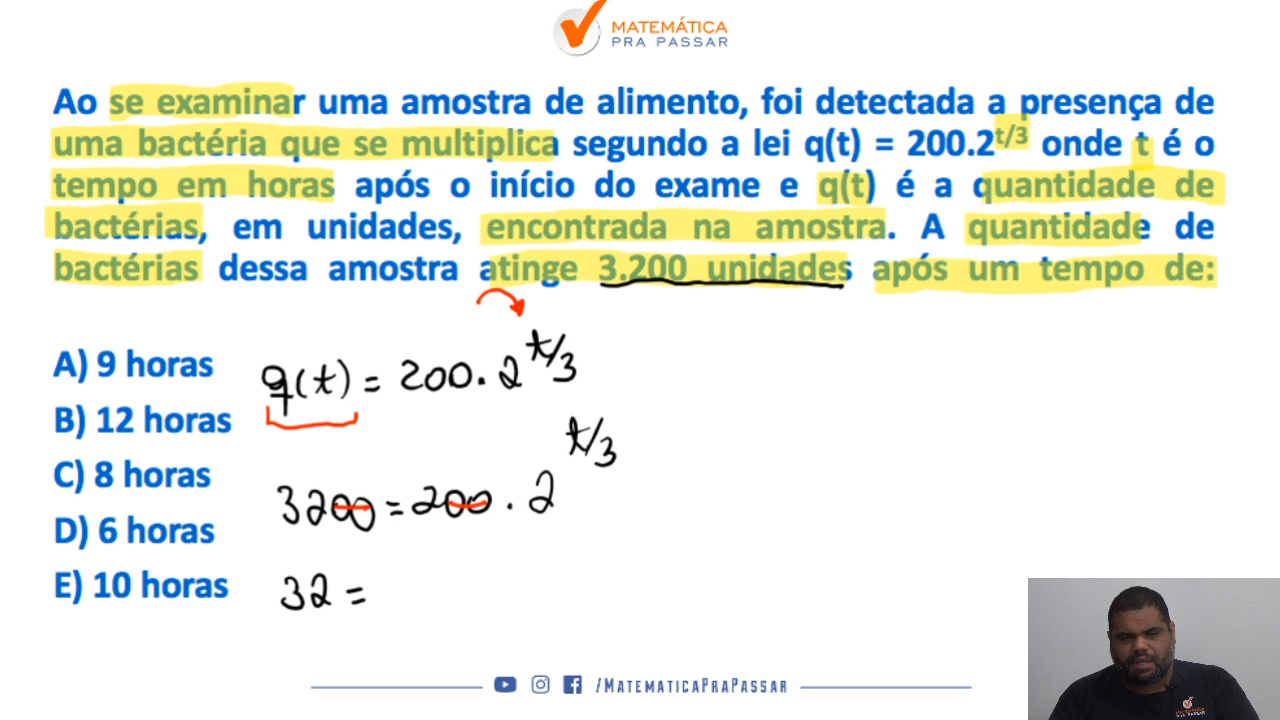 MATEMÁTICA
PRA PASSAR
Ao se examinar uma amostra de alimento, foi detectada a presença de
uma bactéria que se multiplica segundo a lei q(t) = 200.2^t/3 onde t é o
tempo em horas após o início do exame e q(t) é a quantidade de
bactérias, em unidades, encontrada na amostra. A quantidade de
bactérias dessa amostra atinge 3.200 unidades após um tempo de:
A) 9 horas
B) 12 horas
C) 8 horas
D) 6 horas
E) 10 horas
q(t) = 200 . 2^t/3
3200 = 200 . 2^t/3
32 =
/MATEMATICAPRAPASSAR
MATEMÁTICA
PRA PASSAR